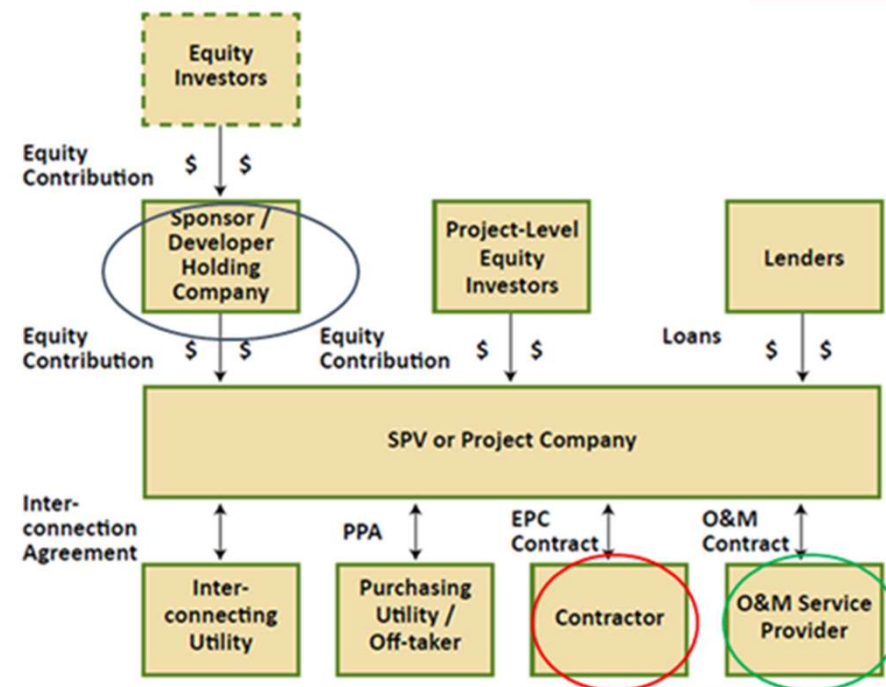 Equity
Investors
Equity
Contribution
$ $
Sponsor /
Developer
Holding
Company
Project-Level
Equity
Investors
Lenders
Equity
Contribution
$ $
Equity
Contribution
$ $
Loans
$ $
SPV or Project Company
Inter-
connection
Agreement
PPA
EPC
Contract
O&M
Contract
Inter-
connecting
Utility
Purchasing
Utility /
Off-taker
Contractor
O&M Service
Provider